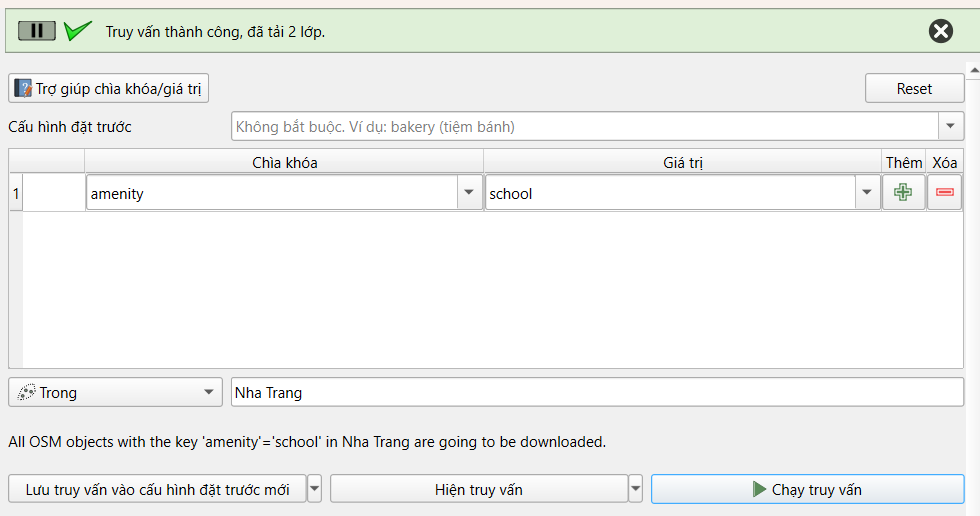 Truy vấn thành công, đã tải 2 lớp.
Trợ giúp chìa khóa/giá trị
Reset
Cấu hình đặt trước
Không bắt buộc. Ví dụ: bakery (tiệm bánh)
Chìa khóa Giá trị Thêm Xóa
1 amenity school
Trong Nha Trang
All OSM objects with the key 'amenity'='school' in Nha Trang are going to be downloaded.
Lưu truy vấn vào cấu hình đặt trước mới Hiện truy vấn Chạy truy vấn